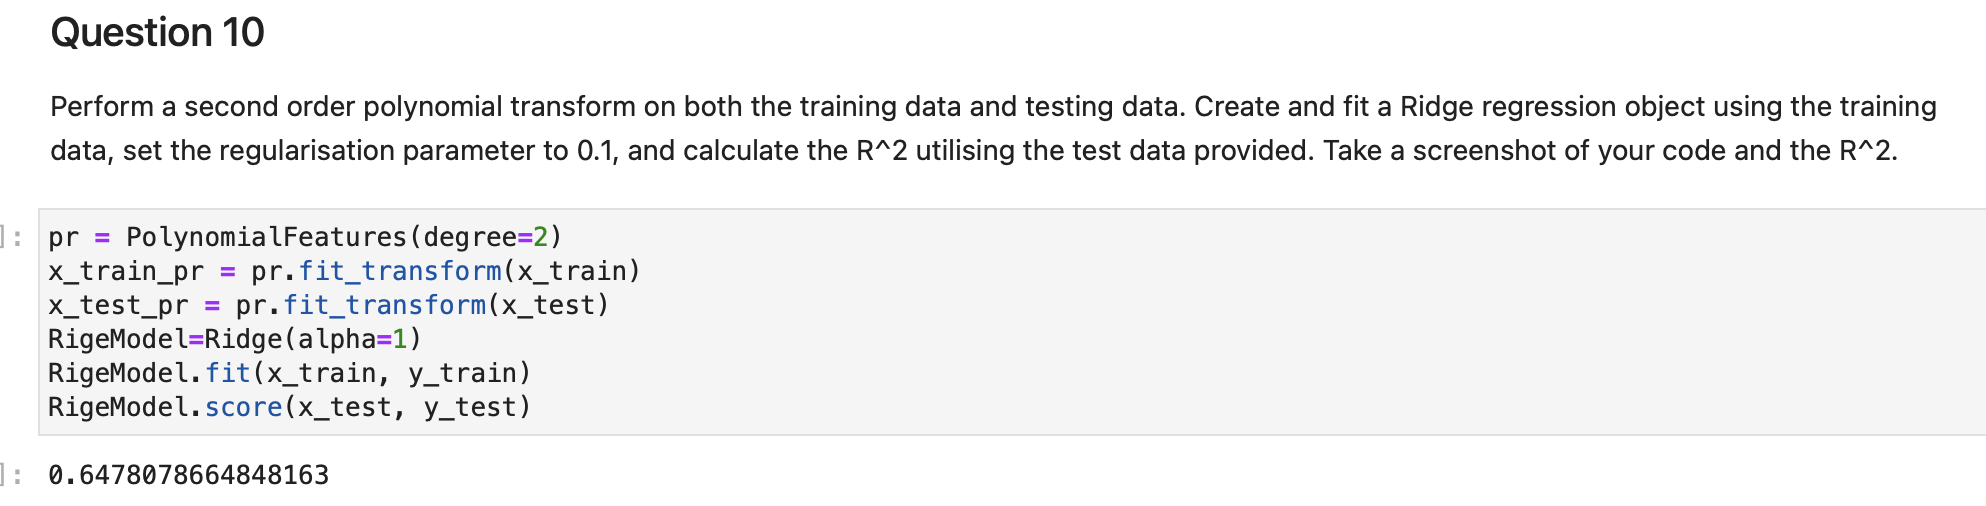 Question 10
Perform a second order polynomial transform on both the training data and testing data. Create and fit a Ridge regression object using the training
data, set the regularisation parameter to 0.1, and calculate the R^2 utilising the test data provided. Take a screenshot of your code and the R^2.
]: pr = PolynomialFeatures(degree=2)
x_train_pr = pr.fit_transform(x_train)
x_test_pr = pr.fit_transform(x_test)
RigeModel=Ridge(alpha=1)
RigeModel.fit(x_train, y_train)
RigeModel.score(x_test, y_test)
]: 0.6478078664848163